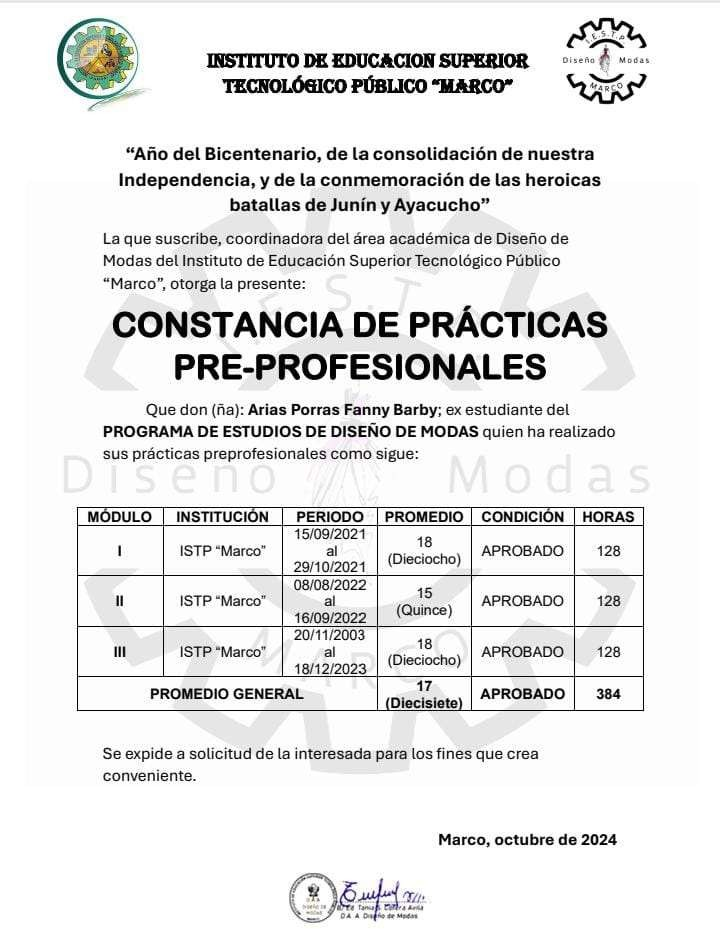 INSTITUTO DE EDUCACION SUPERIOR
TECNOLÓGICO PÚBLICO “MARCO”
I.E.S.T.P
Diseño Modas
MARCO
“Año del Bicentenario, de la consolidación de nuestra
Independencia, y de la conmemoración de las heroicas
batallas de Junín y Ayacucho”
La que suscribe, coordinadora del área académica de Diseño de
Modas del Instituto de Educación Superior Tecnológico Público
“Marco”, otorga la presente:
CONSTANCIA DE PRÁCTICAS
PRE-PROFESIONALES
Que don (ña): Arias Porras Fanny Barby; ex estudiante del
PROGRAMA DE ESTUDIOS DE DISEÑO DE MODAS quien ha realizado
sus prácticas preprofesionales como sigue:
Diseño Modas
MÓDULO INSTITUCIÓN PERIODO PROMEDIO CONDICIÓN HORAS
I ISTP “Marco” 15/09/2021 al 29/10/2021 18 (Dieciocho) APROBADO 128
II ISTP “Marco” 08/08/2022 al 16/09/2022 15 (Quince) APROBADO 128
III ISTP “Marco” 20/11/2003 al 18/12/2023 18 (Dieciocho) APROBADO 128
MARCO
PROMEDIO GENERAL 17 (Diecisiete) APROBADO 384
Se expide a solicitud de la interesada para los fines que crea
conveniente.
Marco, octubre de 2024
D.A.A
DISEÑO DE
MODAS
Tania
D.A. A Diseño de Modas